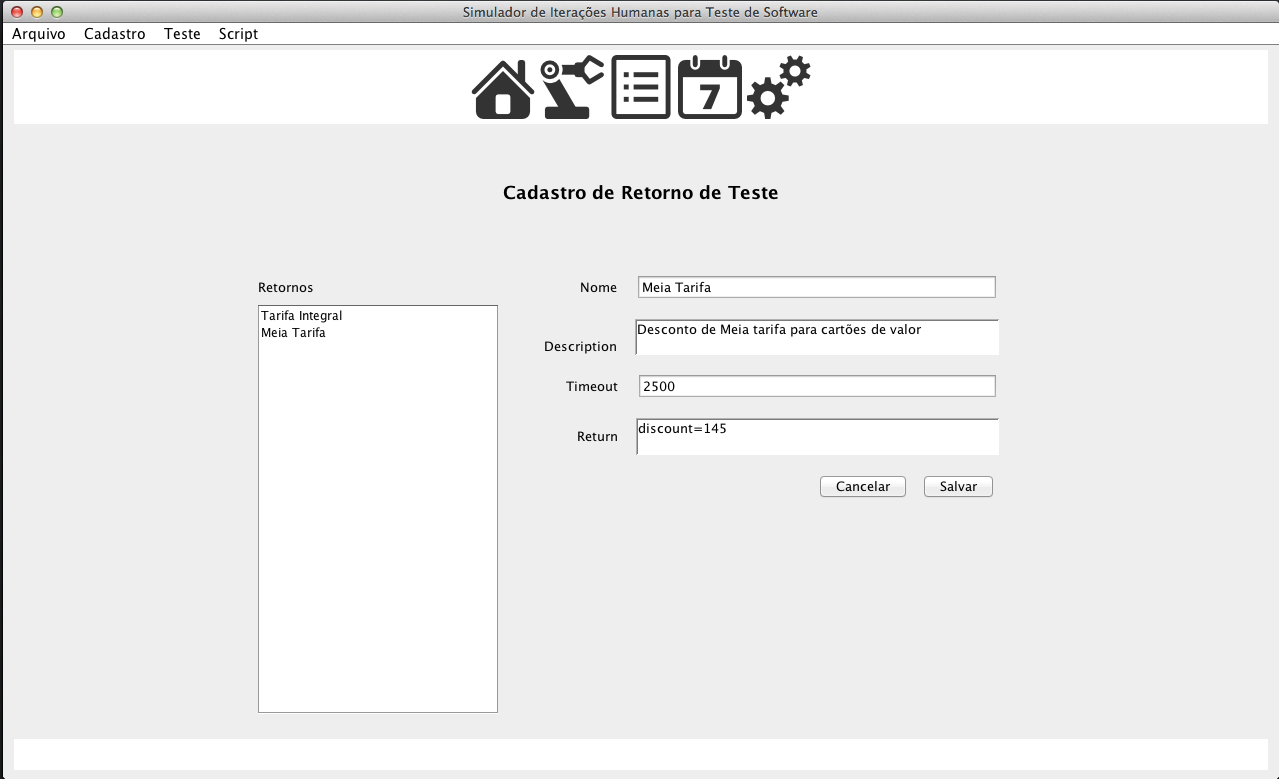 Simulador de Iterações Humanas para Teste de Software
Arquivo Cadastro Teste Script
7
Cadastro de Retorno de Teste
Retornos
Tarifa Integral
Meia Tarifa
Nome Meia Tarifa
Description Desconto de Meia tarifa para cartões de valor
Timeout 2500
Return discount=145
Cancelar Salvar